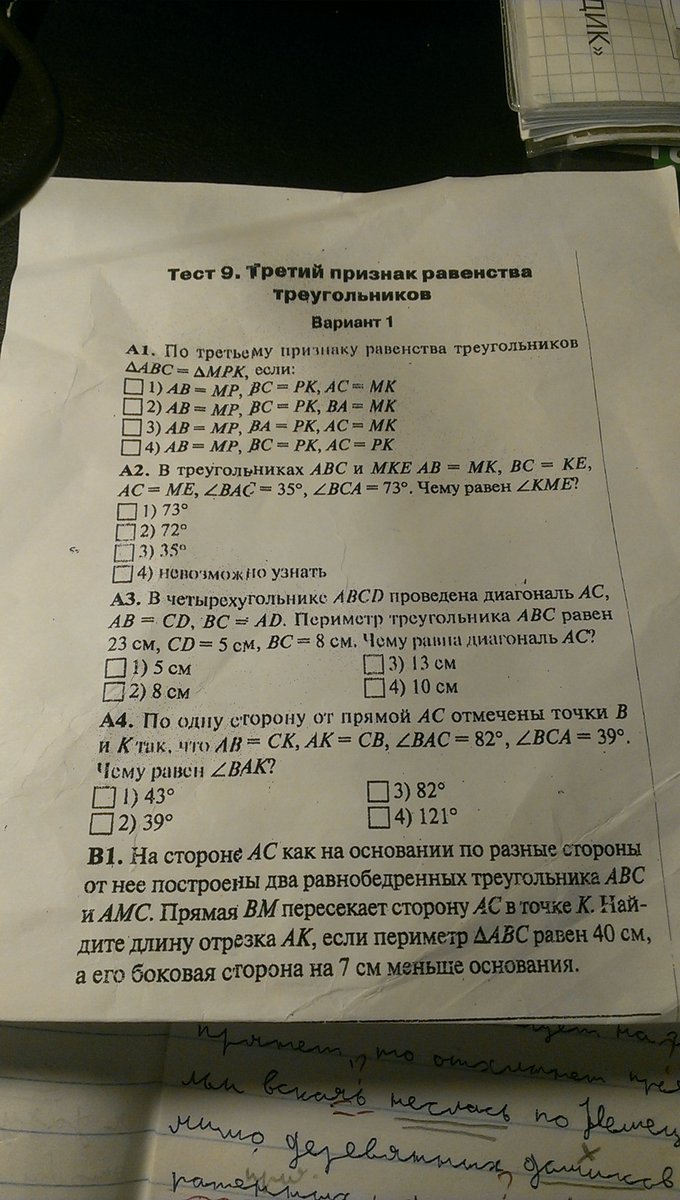 ДИК»
Тест 9. Третий признак равенства
треугольников
Вариант 1
А1. По третьему признаку равенства треугольников
ΔABC = ΔMPK, если:
1) AB = MP, BC = PK, AC = MK
2) AB = MP, BC = PK, BA = MK
3) AB = MP, BA = PK, AC = MK
4) AB = MP, BC = PK, AC = PK
А2. В треугольниках ABC и MKE AB = MK, BC = KE,
AC = ME, ∠BAC = 35°, ∠BCA = 73°. Чему равен ∠KME?
1) 73°
2) 72°
3) 35°
4) невозможно узнать
А3. В четырехугольнике ABCD проведена диагональ AC,
AB = CD, BC = AD. Периметр треугольника ABC равен
23 см, CD = 5 см, BC = 8 см. Чему равна диагональ AC?
1) 5 см 3) 13 см
2) 8 см 4) 10 см
А4. По одну сторону от прямой AC отмечены точки B
и K так, что AB = CK, AK = CB, ∠BAC = 82°, ∠BCA = 39°.
Чему равен ∠BAK?
1) 43° 3) 82°
2) 39° 4) 121°
В1. На стороне AC как на основании по разные стороны
от нее построены два равнобедренных треугольника ABC
и AMC. Прямая BM пересекает сторону AC в точке K. Най-
дите длину отрезка AK, если периметр ΔABC равен 40 см,
а его боковая сторона на 7 см меньше основания.
то
неслась по
мимо деревянных домиков